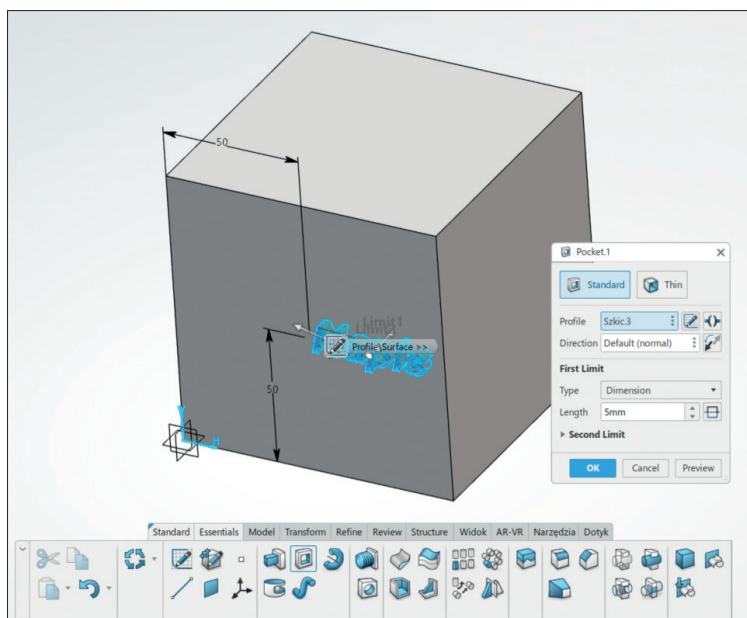 50
Limit1
Profile\Surface >>
50
V
H
Pocket.1
Standard
Thin
Profile
Szkic.3
Direction
Default (normal)
First Limit
Type
Dimension
Length
5mm
Second Limit
OK
Cancel
Preview
Standard Essentials Model Transform Refine Review Structure Widok AR-VR Narzędzia Dotyk